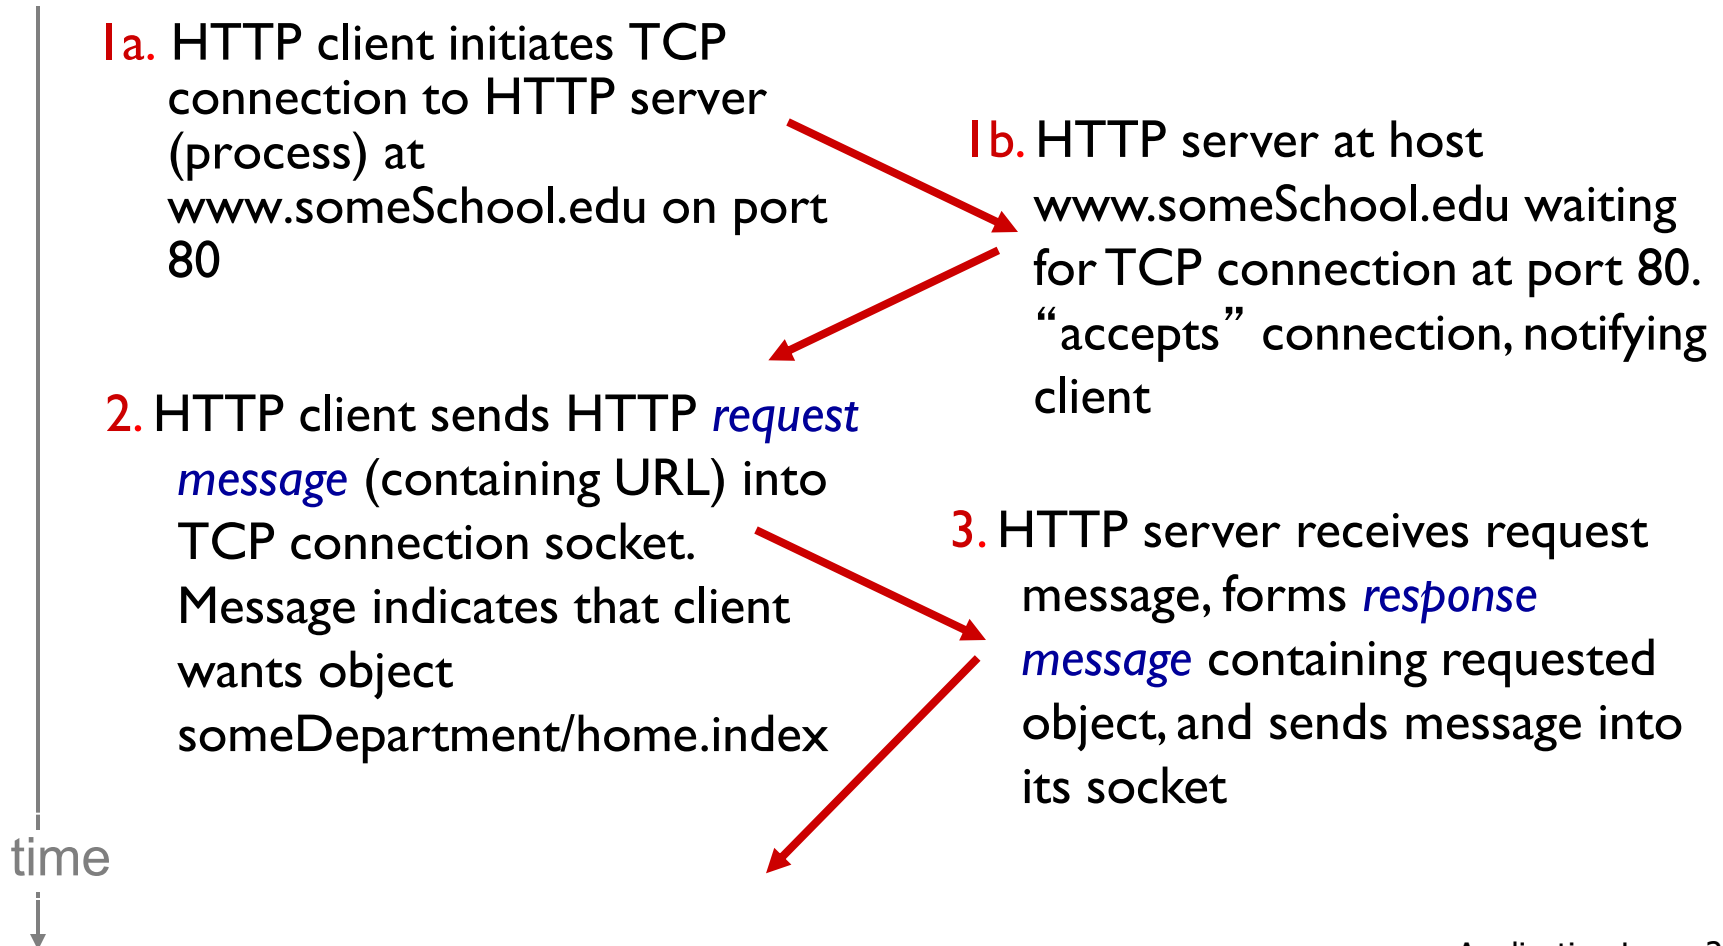 1a. HTTP client initiates TCP
connection to HTTP server
(process) at
www.someSchool.edu on port
80
1b. HTTP server at host
www.someSchool.edu waiting
for TCP connection at port 80.
“accepts” connection, notifying
client
2. HTTP client sends HTTP request
message (containing URL) into
TCP connection socket.
Message indicates that client
wants object
someDepartment/home.index
3. HTTP server receives request
message, forms response
message containing requested
object, and sends message into
its socket
time